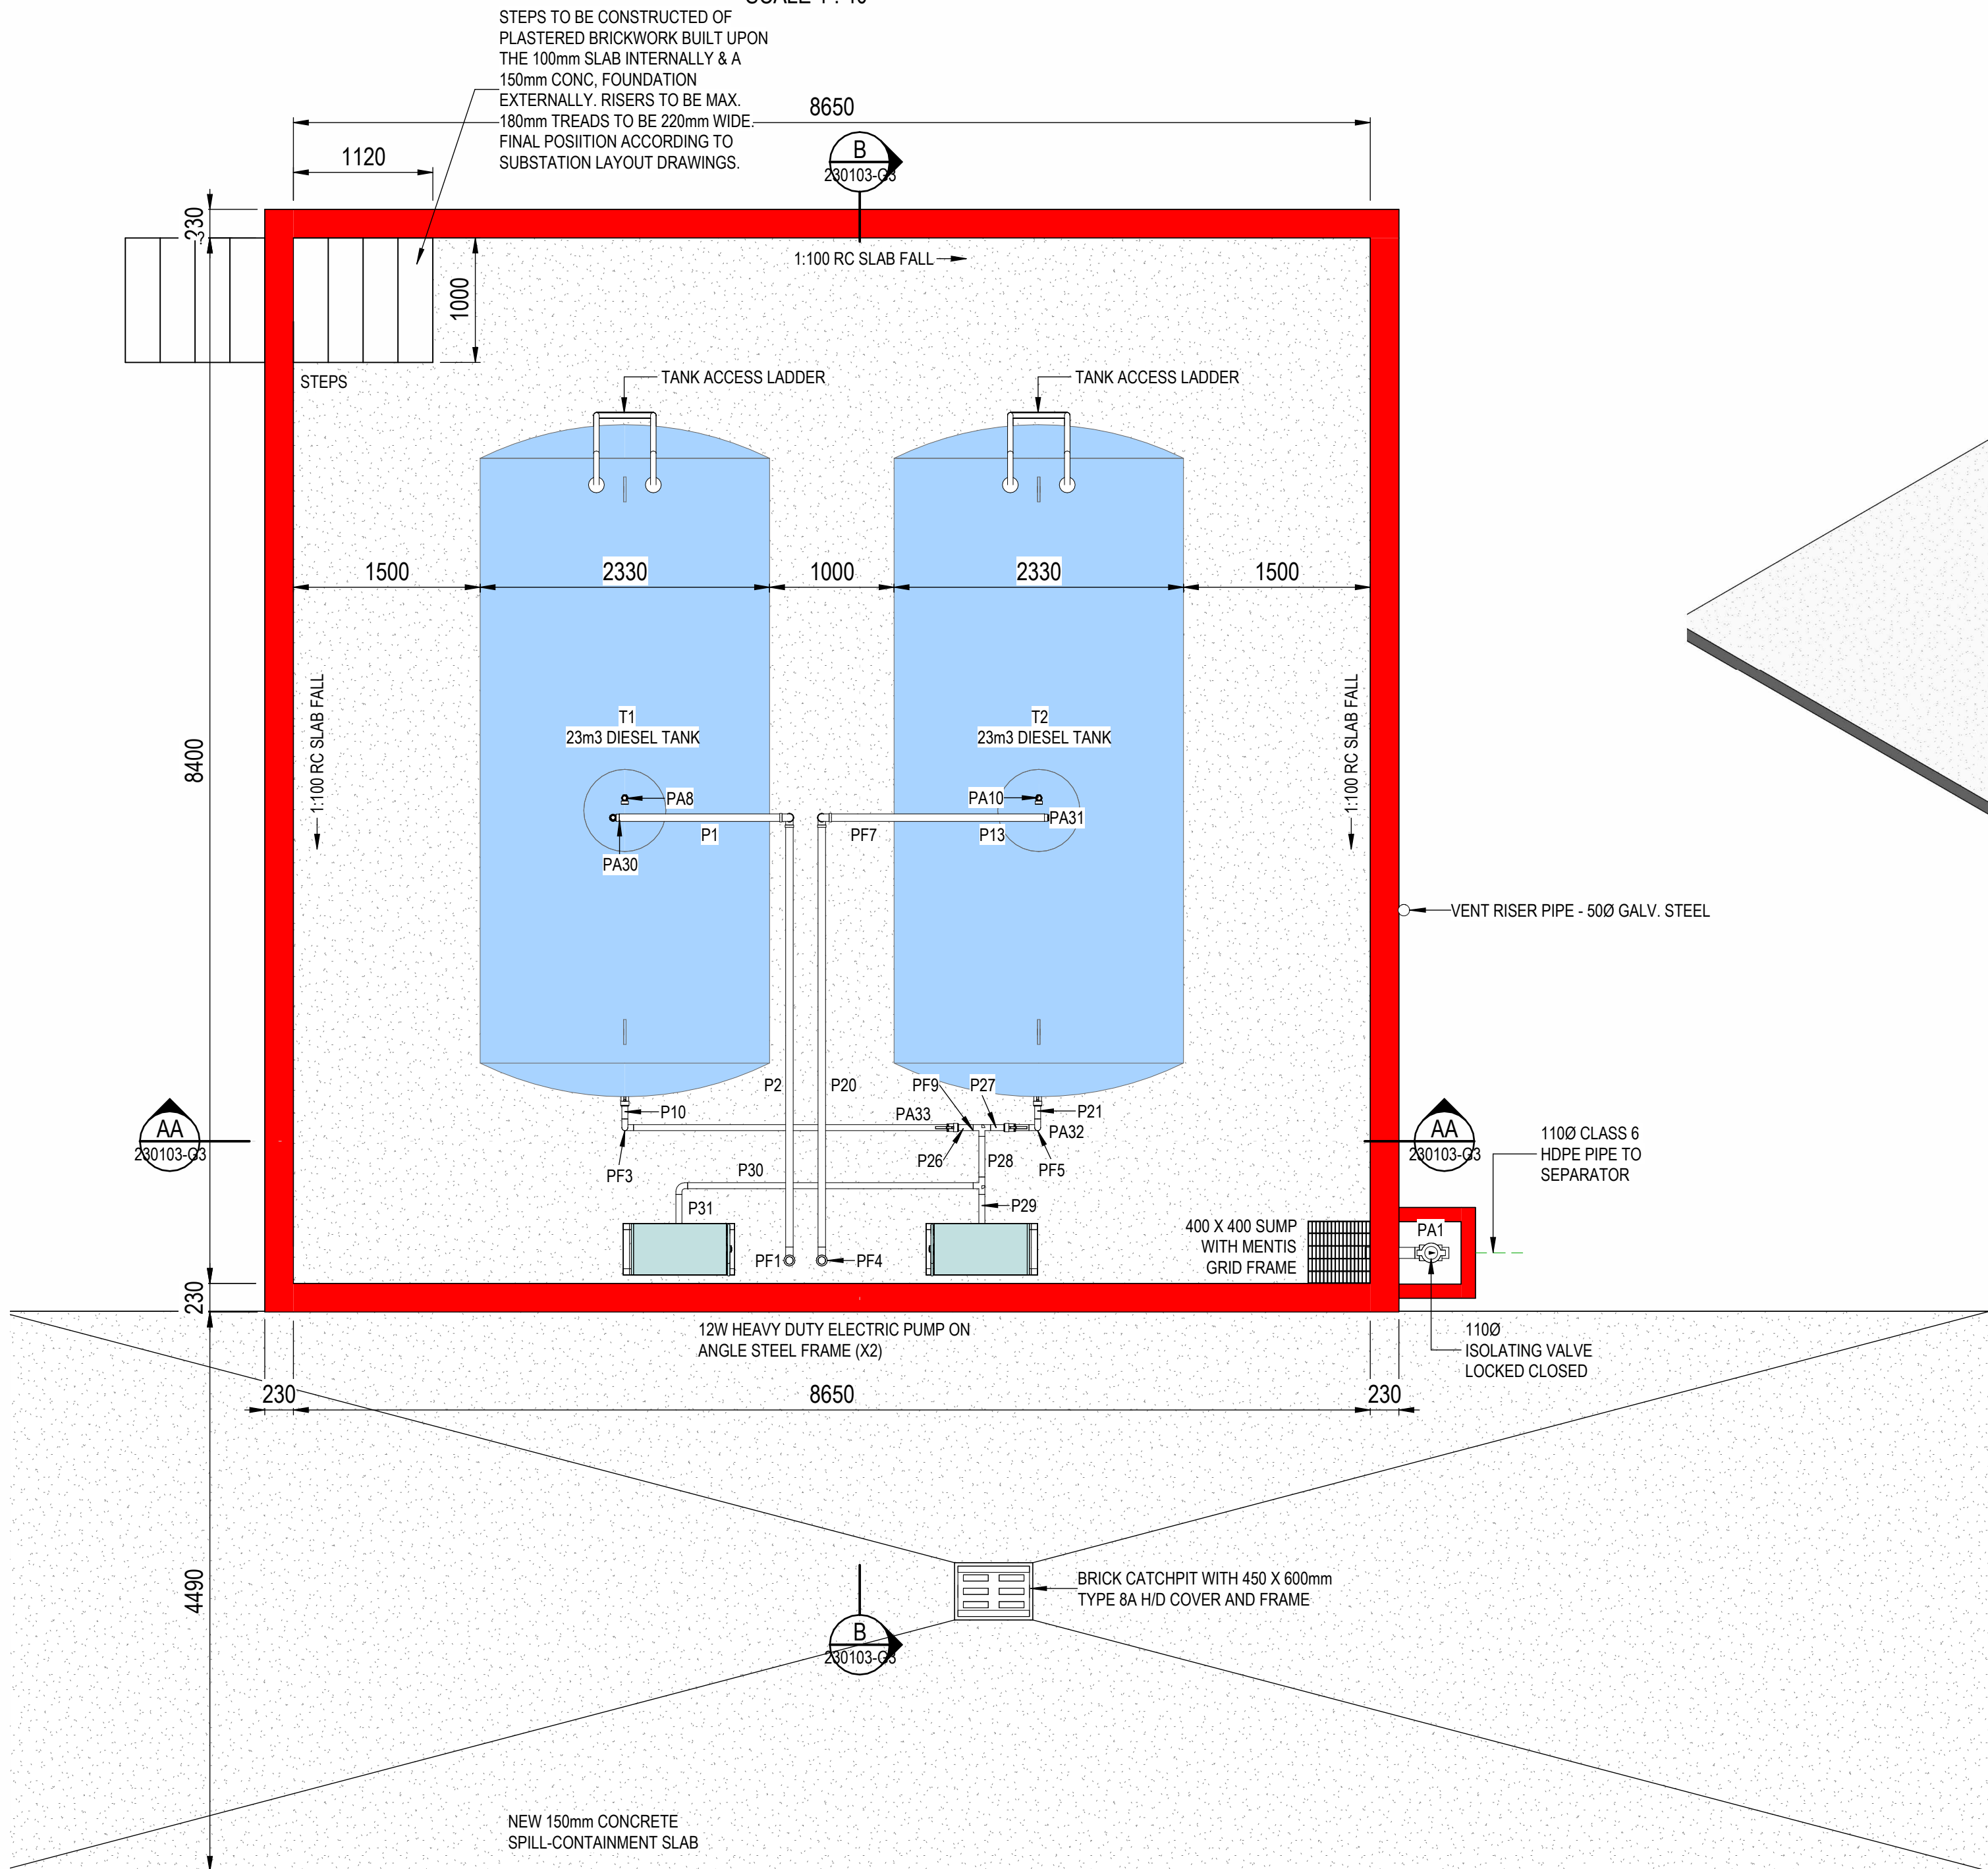 STEPS TO BE CONSTRUCTED OF
PLASTERED BRICKWORK BUILT UPON
THE 100mm SLAB INTERNALLY & A
150mm CONC, FOUNDATION
EXTERNALLY. RISERS TO BE MAX.
180mm TREADS TO BE 220mm WIDE.
FINAL POSIITION ACCORDING TO
SUBSTATION LAYOUT DRAWINGS.
8650
1120
B
230103-G3
230
1:100 RC SLAB FALL
1000
STEPS
TANK ACCESS LADDER
TANK ACCESS LADDER
1500
2330
1000
2330
1500
1:100 RC SLAB FALL
8400
T1
23m3 DIESEL TANK
T2
23m3 DIESEL TANK
1:100 RC SLAB FALL
PA8
PA10
P1
PF7
P13
PA31
PA30
VENT RISER PIPE - 50Ø GALV. STEEL
P2
P20
PF9
P27
P10
PA33
P21
PA32
AA
230103-G3
AA
230103-G3
110Ø CLASS 6
HDPE PIPE TO
SEPARATOR
PF3
P30
P26
P28
PF5
P31
P29
PF1
PF4
400 X 400 SUMP
WITH MENTIS
GRID FRAME
PA1
230
12W HEAVY DUTY ELECTRIC PUMP ON
ANGLE STEEL FRAME (X2)
110Ø
ISOLATING VALVE
LOCKED CLOSED
230
8650
230
4490
BRICK CATCHPIT WITH 450 X 600mm
TYPE 8A H/D COVER AND FRAME
B
230103-G3
NEW 150mm CONCRETE
SPILL-CONTAINMENT SLAB